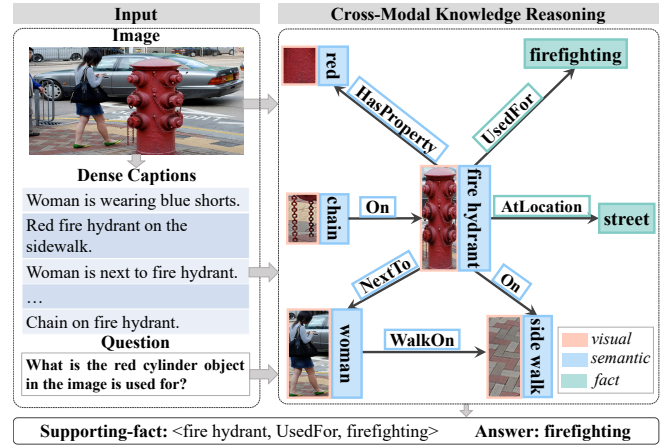 Input
Image
Dense Captions
Woman is wearing blue shorts.
Red fire hydrant on the
sidewalk.
Woman is next to fire hydrant.
…
Chain on fire hydrant.
Question
What is the red cylinder object
in the image is used for?
Cross-Modal Knowledge Reasoning
red
HasProperty
firefighting
UsedFor
chain
On
fire hydrant
AtLocation
street
NextTo
On
woman
WalkOn
side walk
visual
semantic
fact
Supporting-fact: <fire hydrant, UsedFor, firefighting>
Answer: firefighting